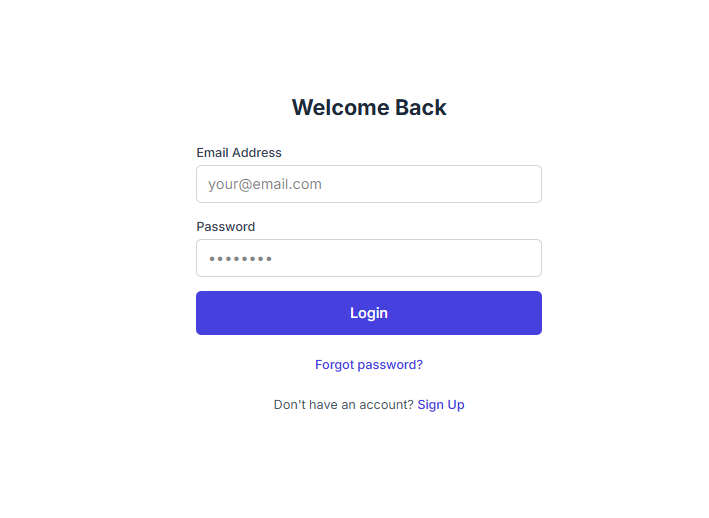 Welcome Back
Email Address
your@email.com
Password
••••••••
Login
Forgot password?
Don't have an account? Sign Up